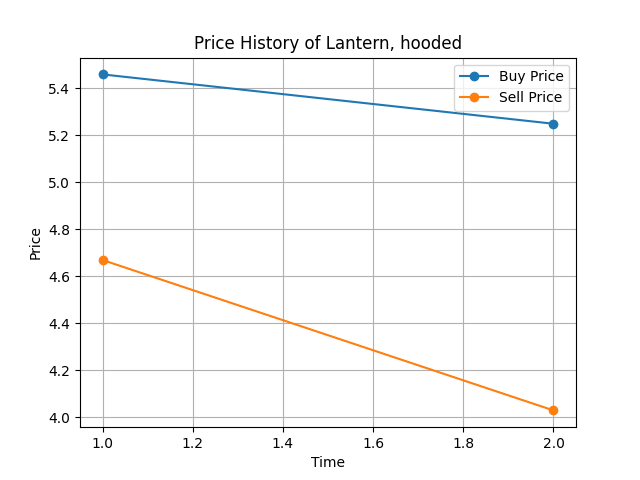 Price History of Lantern, hooded
Buy Price
Sell Price
5.4
5.2
5.0
4.8
4.6
4.4
4.2
4.0
Price
1.0 1.2 1.4 1.6 1.8 2.0
Time